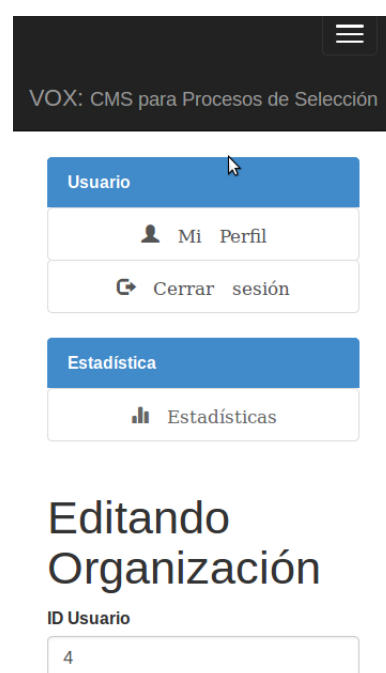 VOX: CMS para Procesos de Selección
Usuario
Mi Perfil
Cerrar sesión
Estadística
Estadísticas
Editando
Organización
ID Usuario
4